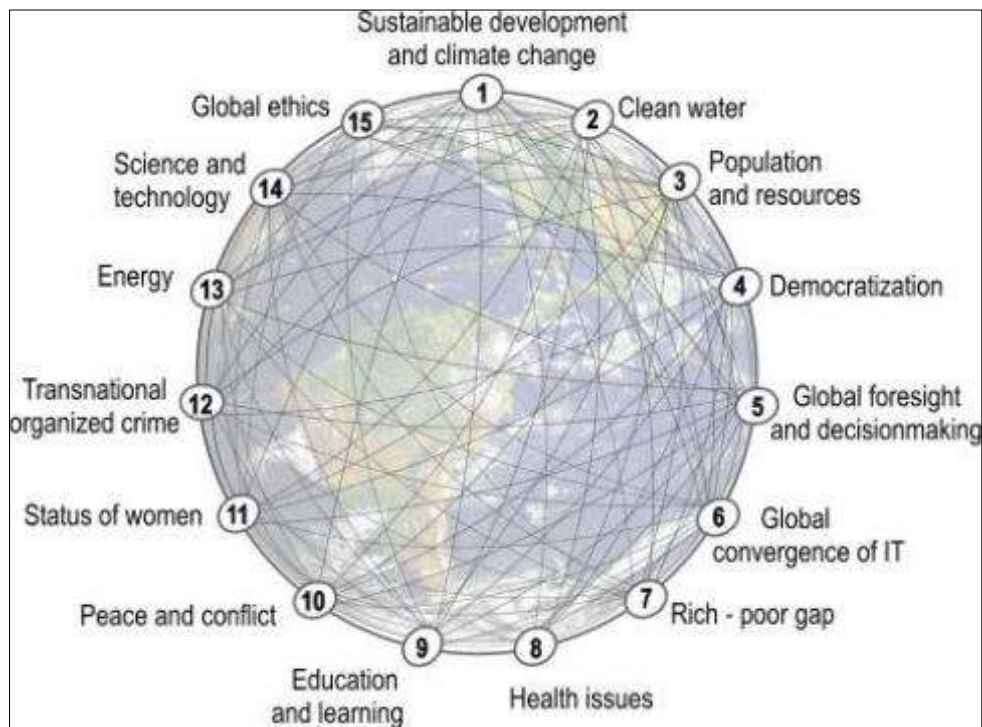 Sustainable development
and climate change
1
2
Clean water
3
Population
and resources
4
Democratization
5
Global foresight
and decisionmaking
6
Global
convergence of IT
7
Rich - poor gap
8
Health issues
9
Education
and learning
10
Peace and conflict
11
Status of women
12
Transnational
organized crime
13
Energy
14
Science and
technology
15
Global ethics